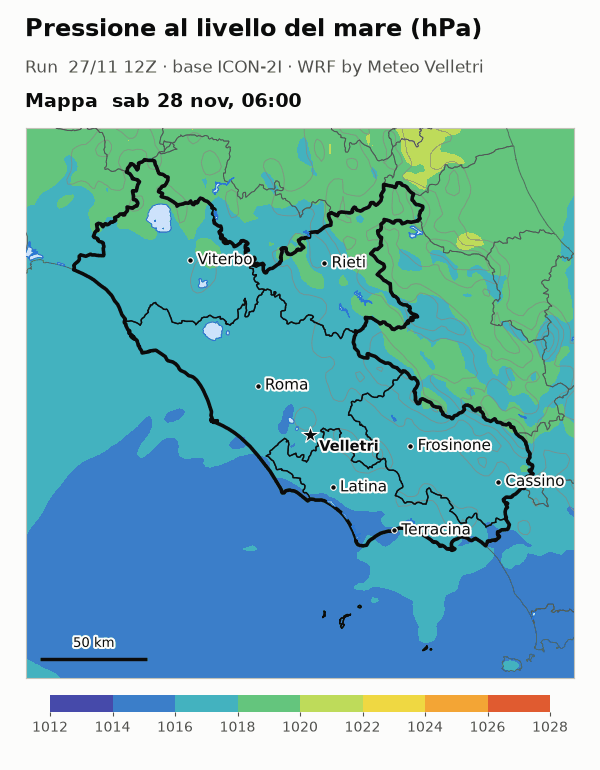 Pressione al livello del mare (hPa)
Run  27/11 12Z · base ICON-2I · WRF by Meteo Velletri
Mappa  sab 28 nov, 06:00
Viterbo
Rieti
Roma
Velletri
Frosinone
Cassino
Latina
Terracina
50 km
1012 1014 1016 1018 1020 1022 1024 1026 1028